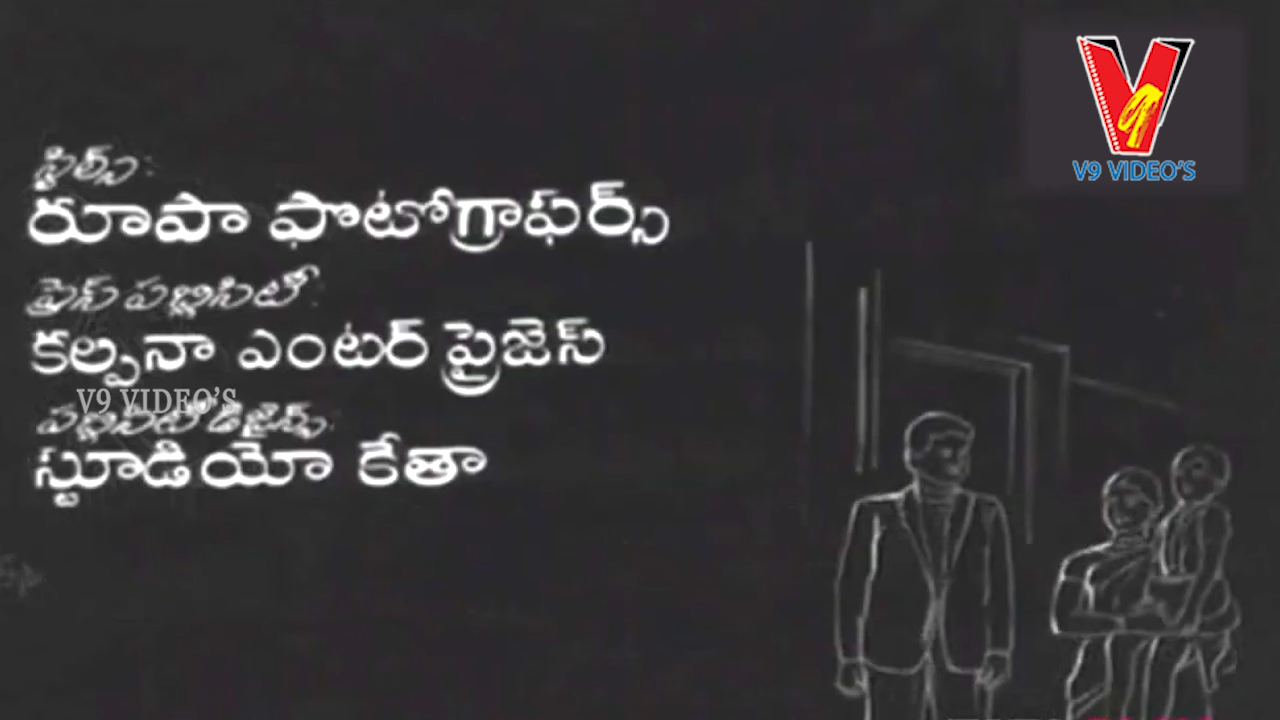 V9 VIDEO'S
స్టిల్స్:
రూపా ఫొటోగ్రాఫర్స్
ప్రెస్ పబ్లిసిటీ:
కల్పనా ఎంటర్ ప్రైజెస్
V9 VIDEO'S
పబ్లిసిటీ డిజైన్స్:
స్టూడియో కేతా